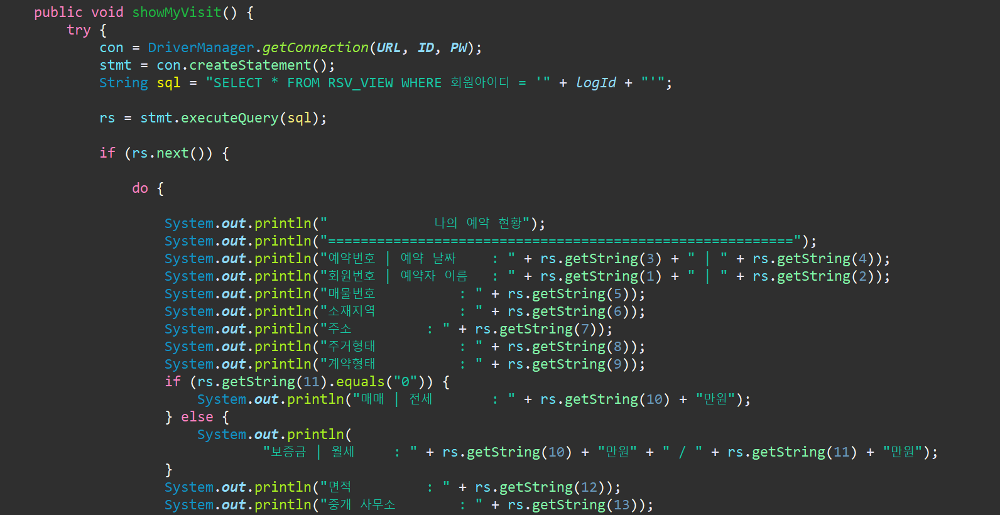 public void showMyVisit() {
try {
con = DriverManager.getConnection(URL, ID, PW);
stmt = con.createStatement();
String sql = "SELECT * FROM RSV_VIEW WHERE 회원아이디 = '" + logId + "'";
rs = stmt.executeQuery(sql);
if (rs.next()) {
do {
System.out.println("             나의 예약 현황");
System.out.println("=========================================================");
System.out.println("예약번호 | 예약 날짜    : " + rs.getString(3) + " | " + rs.getString(4));
System.out.println("회원번호 | 예약자 이름   : " + rs.getString(1) + " | " + rs.getString(2));
System.out.println("매물번호          : " + rs.getString(5));
System.out.println("소재지역          : " + rs.getString(6));
System.out.println("주소         : " + rs.getString(7));
System.out.println("주거형태          : " + rs.getString(8));
System.out.println("계약형태          : " + rs.getString(9));
if (rs.getString(11).equals("0")) {
System.out.println("매매 | 전세       : " + rs.getString(10) + "만원");
} else {
System.out.println(
"보증금 | 월세     : " + rs.getString(10) + "만원" + " / " + rs.getString(11) + "만원");
}
System.out.println("면적         : " + rs.getString(12));
System.out.println("중개 사무소        : " + rs.getString(13));